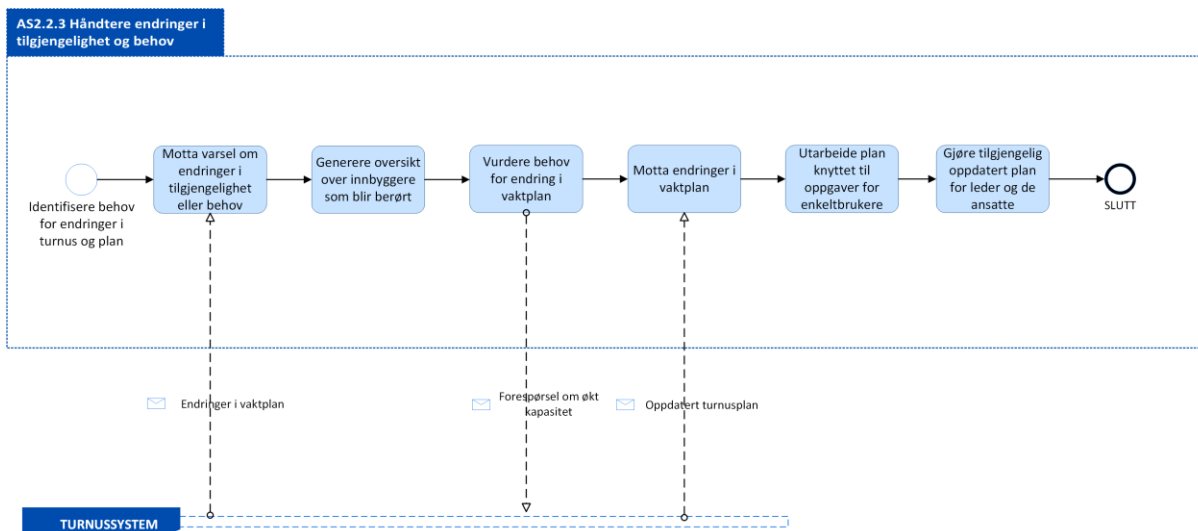 AS2.2.3 Håndtere endringer i
tilgjengelighet og behov
Identifisere behov
for endringer i
turnus og plan
Motta varsel om
endringer i
tilgjengelighet
eller behov
Generere oversikt
over innbyggere
som blir berørt
Vurdere behov
for endring i
vaktplan
Motta endringer i
vaktplan
Utarbeide plan
knyttet til
oppgaver for
enkeltbrukere
Gjøre tilgjengelig
oppdatert plan
for leder og de
ansatte
SLUTT
Endringer i vaktplan
Forespørsel om økt
kapasitet
Oppdatert turnusplan
TURNUSSYSTEM